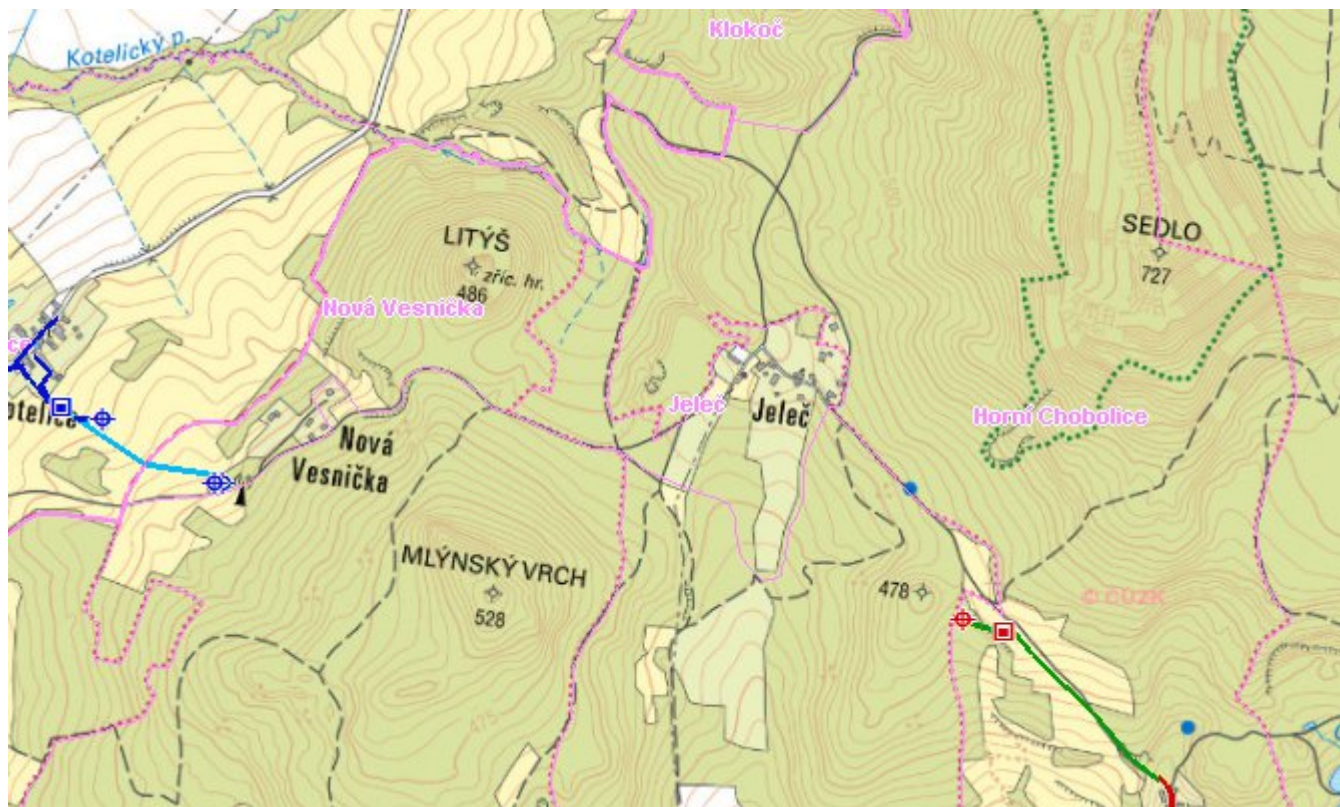 Klokoč
Kotelický p.
SEDLO
727
LITÝŠ
zříc. hr.
486
Nová Vesnička
Jeleč
Jeleč
Horní Chobolice
Nová
Vesnička
MLÝNSKÝ VRCH
528
478
© ČÚZK
475